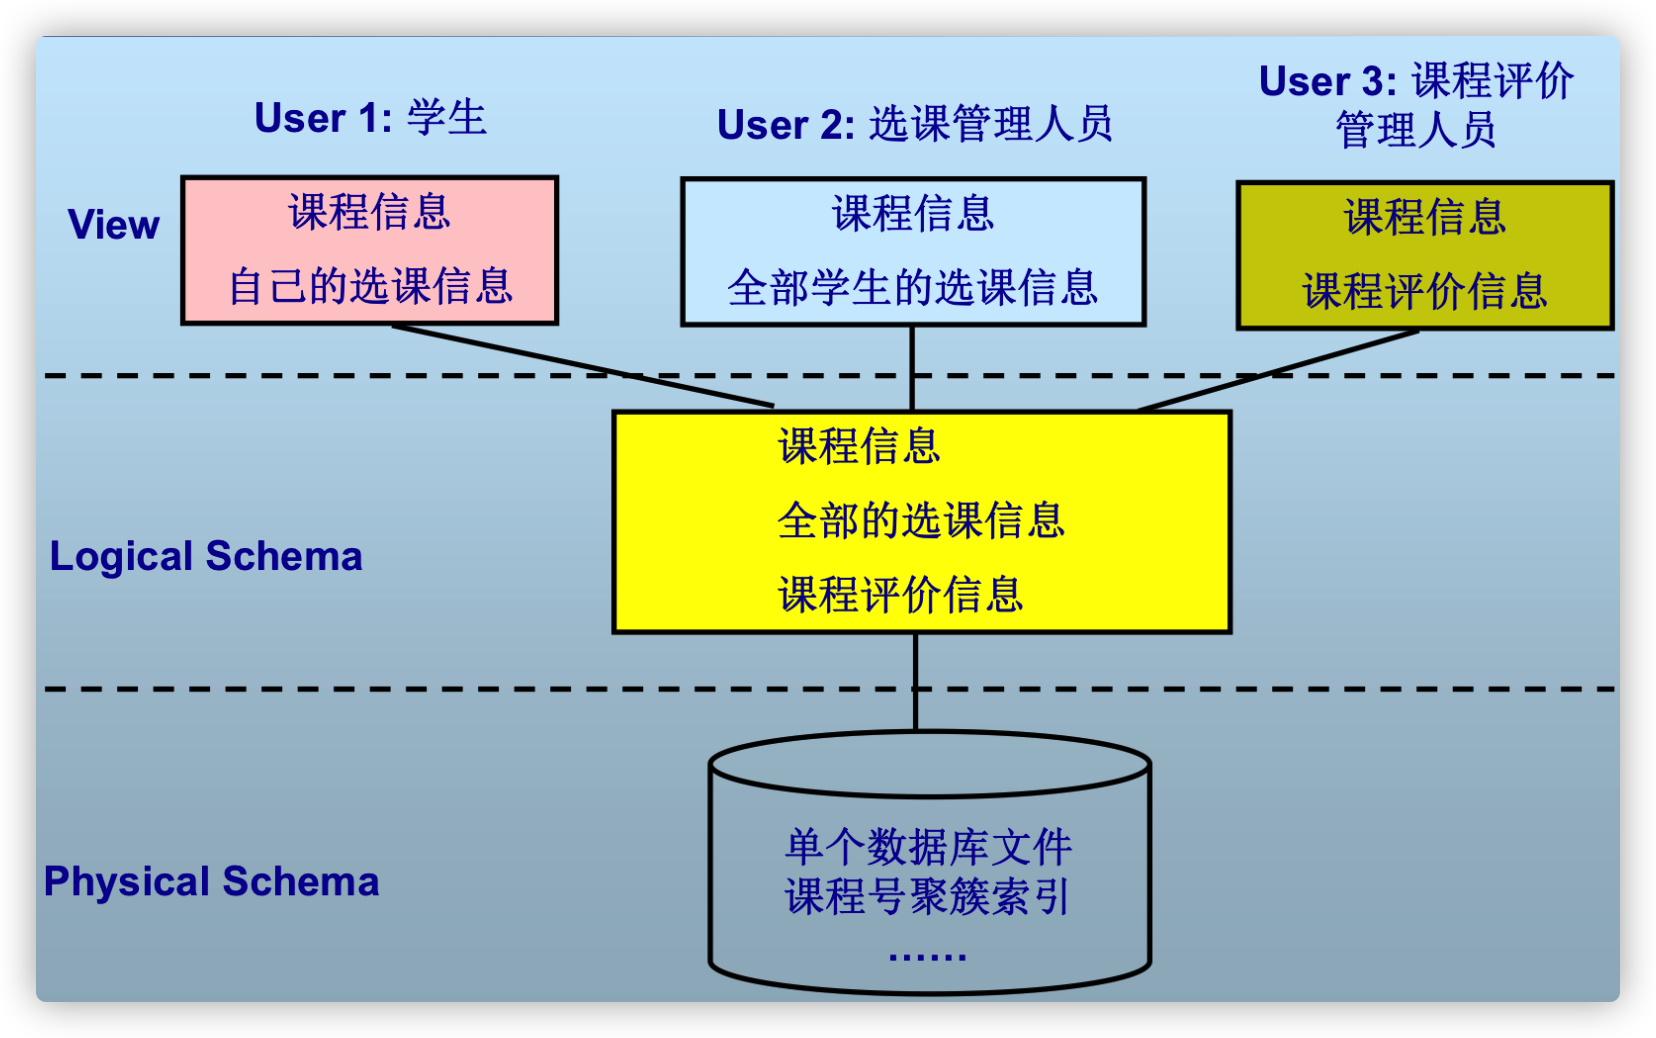 User 1: 学生
User 2: 选课管理人员
User 3: 课程评价
管理人员
View
课程信息
自己的选课信息
课程信息
全部学生的选课信息
课程信息
课程评价信息
Logical Schema
课程信息
全部的选课信息
课程评价信息
Physical Schema
单个数据库文件
课程号聚簇索引
……